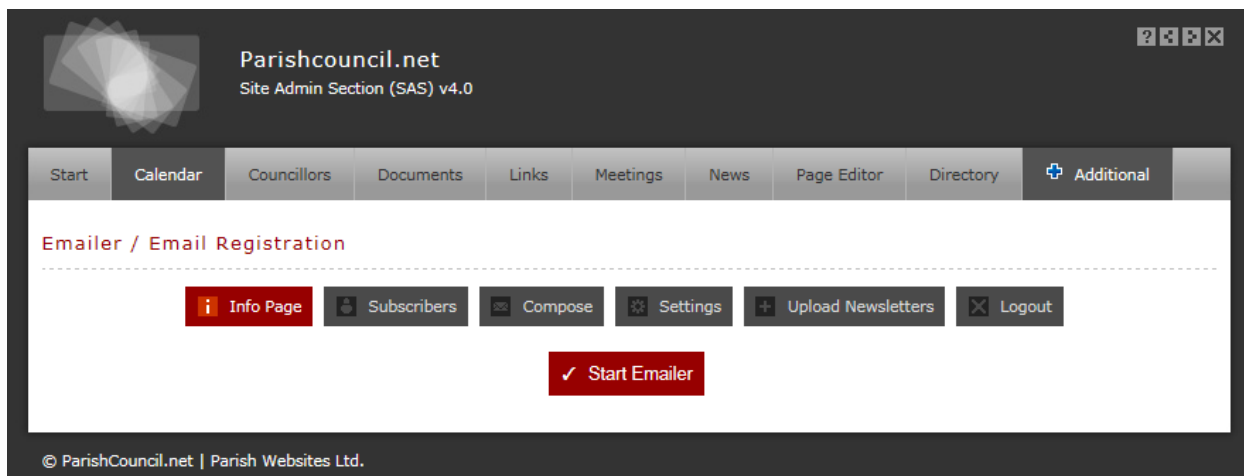 Parishcouncil.net
Site Admin Section (SAS) v4.0
Start Calendar Councillors Documents Links Meetings News Page Editor Directory Additional
Emailer / Email Registration
i Info Page Subscribers Compose Settings Upload Newsletters Logout
✓ Start Emailer
© ParishCouncil.net | Parish Websites Ltd.